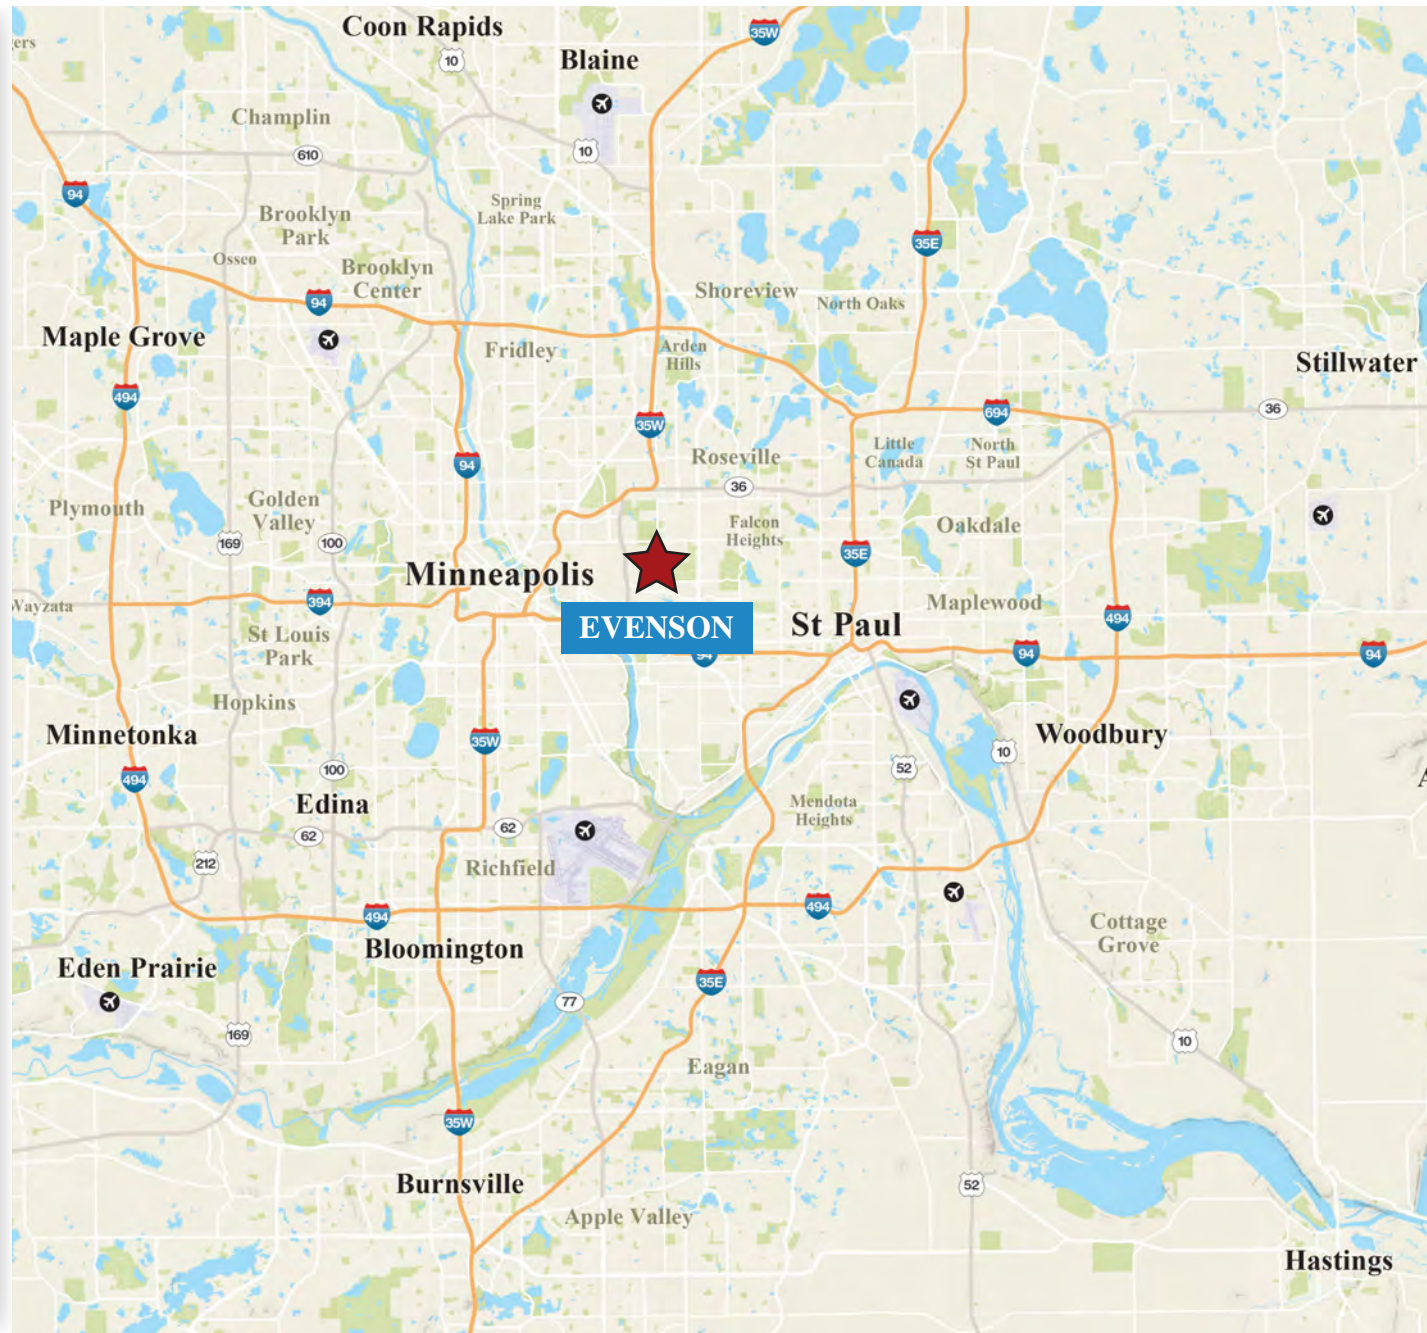 Coon Rapids
35W
ers
Blaine
10
Champlin
10
610
94
Spring
Lake Park
Brooklyn
Park
35E
Osseo
Brooklyn
Center
Shoreview
North Oaks
94
Maple Grove
Fridley
Arden
Hills
Stillwater
494
36
694
35W
Little
Canada
North
St Paul
Roseville
94
36
Golden
Valley
Plymouth
Falcon
Heights
Oakdale
169
100
35E
Minneapolis
394
Wayzata
Maplewood
494
EVENSON
St Paul
St Louis
Park
94
94
94
Hopkins
Minnetonka
35W
Woodbury
10
52
100
494
A
Edina
Mendota
Heights
62
62
212
Richfield
494
494
Cottage
Grove
Bloomington
Eden Prairie
35E
77
169
10
Eagan
35W
Burnsville
52
Apple Valley
Hastings